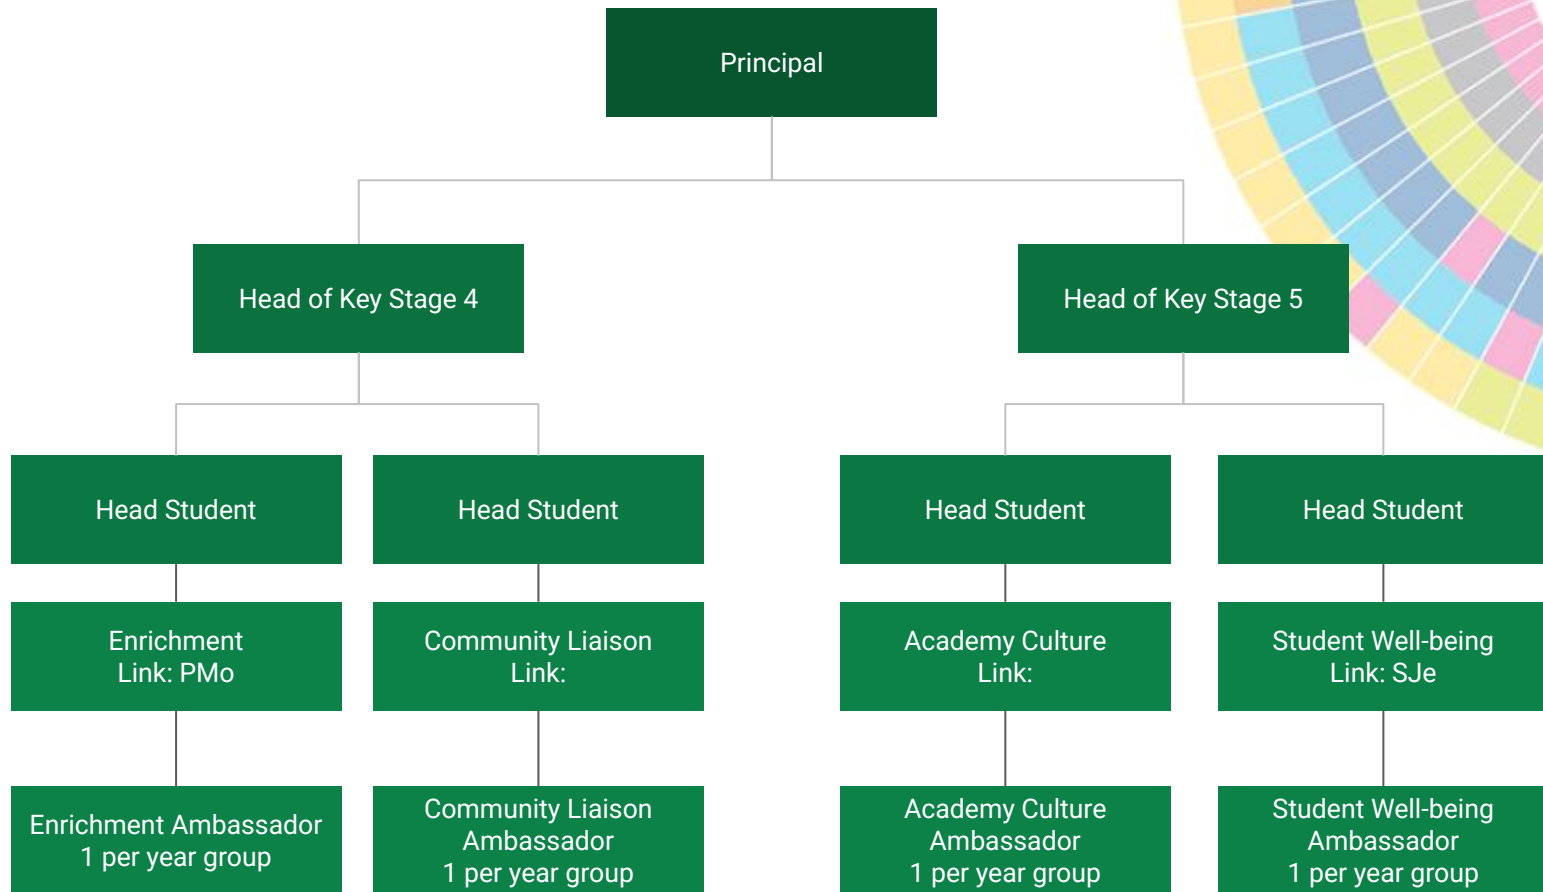 Principal
Head of Key Stage 4
Head of Key Stage 5
Head Student
Head Student
Head Student
Head Student
Enrichment
Link: PMo
Community Liaison
Link:
Academy Culture
Link:
Student Well-being
Link: SJe
Enrichment Ambassador
1 per year group
Community Liaison
Ambassador
1 per year group
Academy Culture
Ambassador
1 per year group
Student Well-being
Ambassador
1 per year group